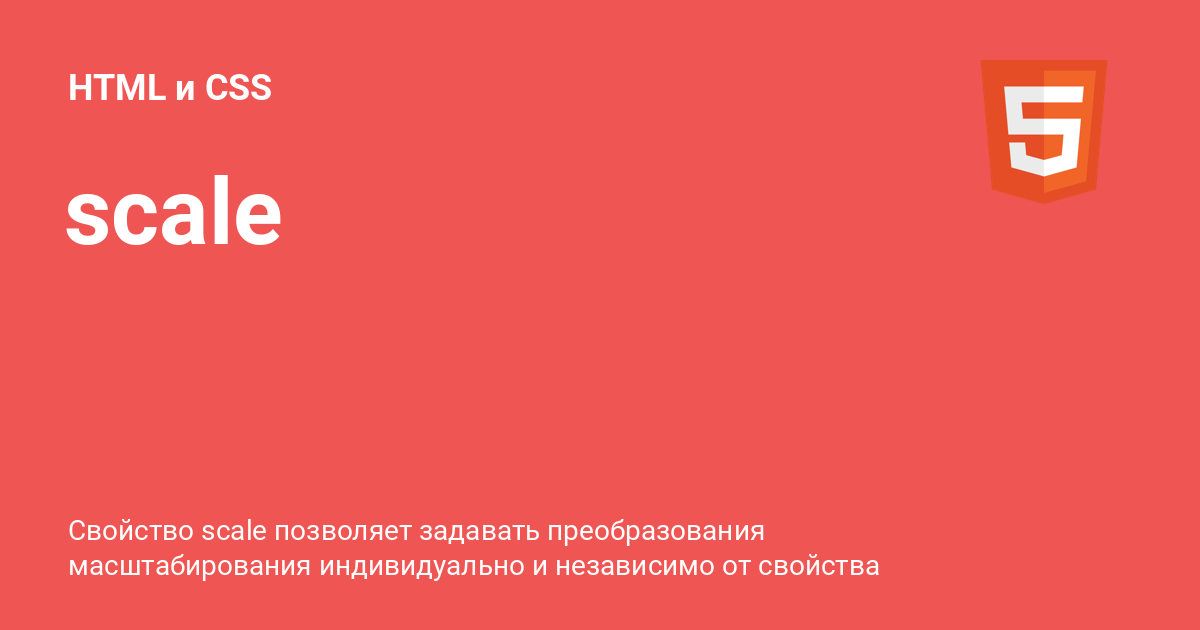 HTML и CSS
scale
Свойство scale позволяет задавать преобразования
масштабирования индивидуально и независимо от свойства